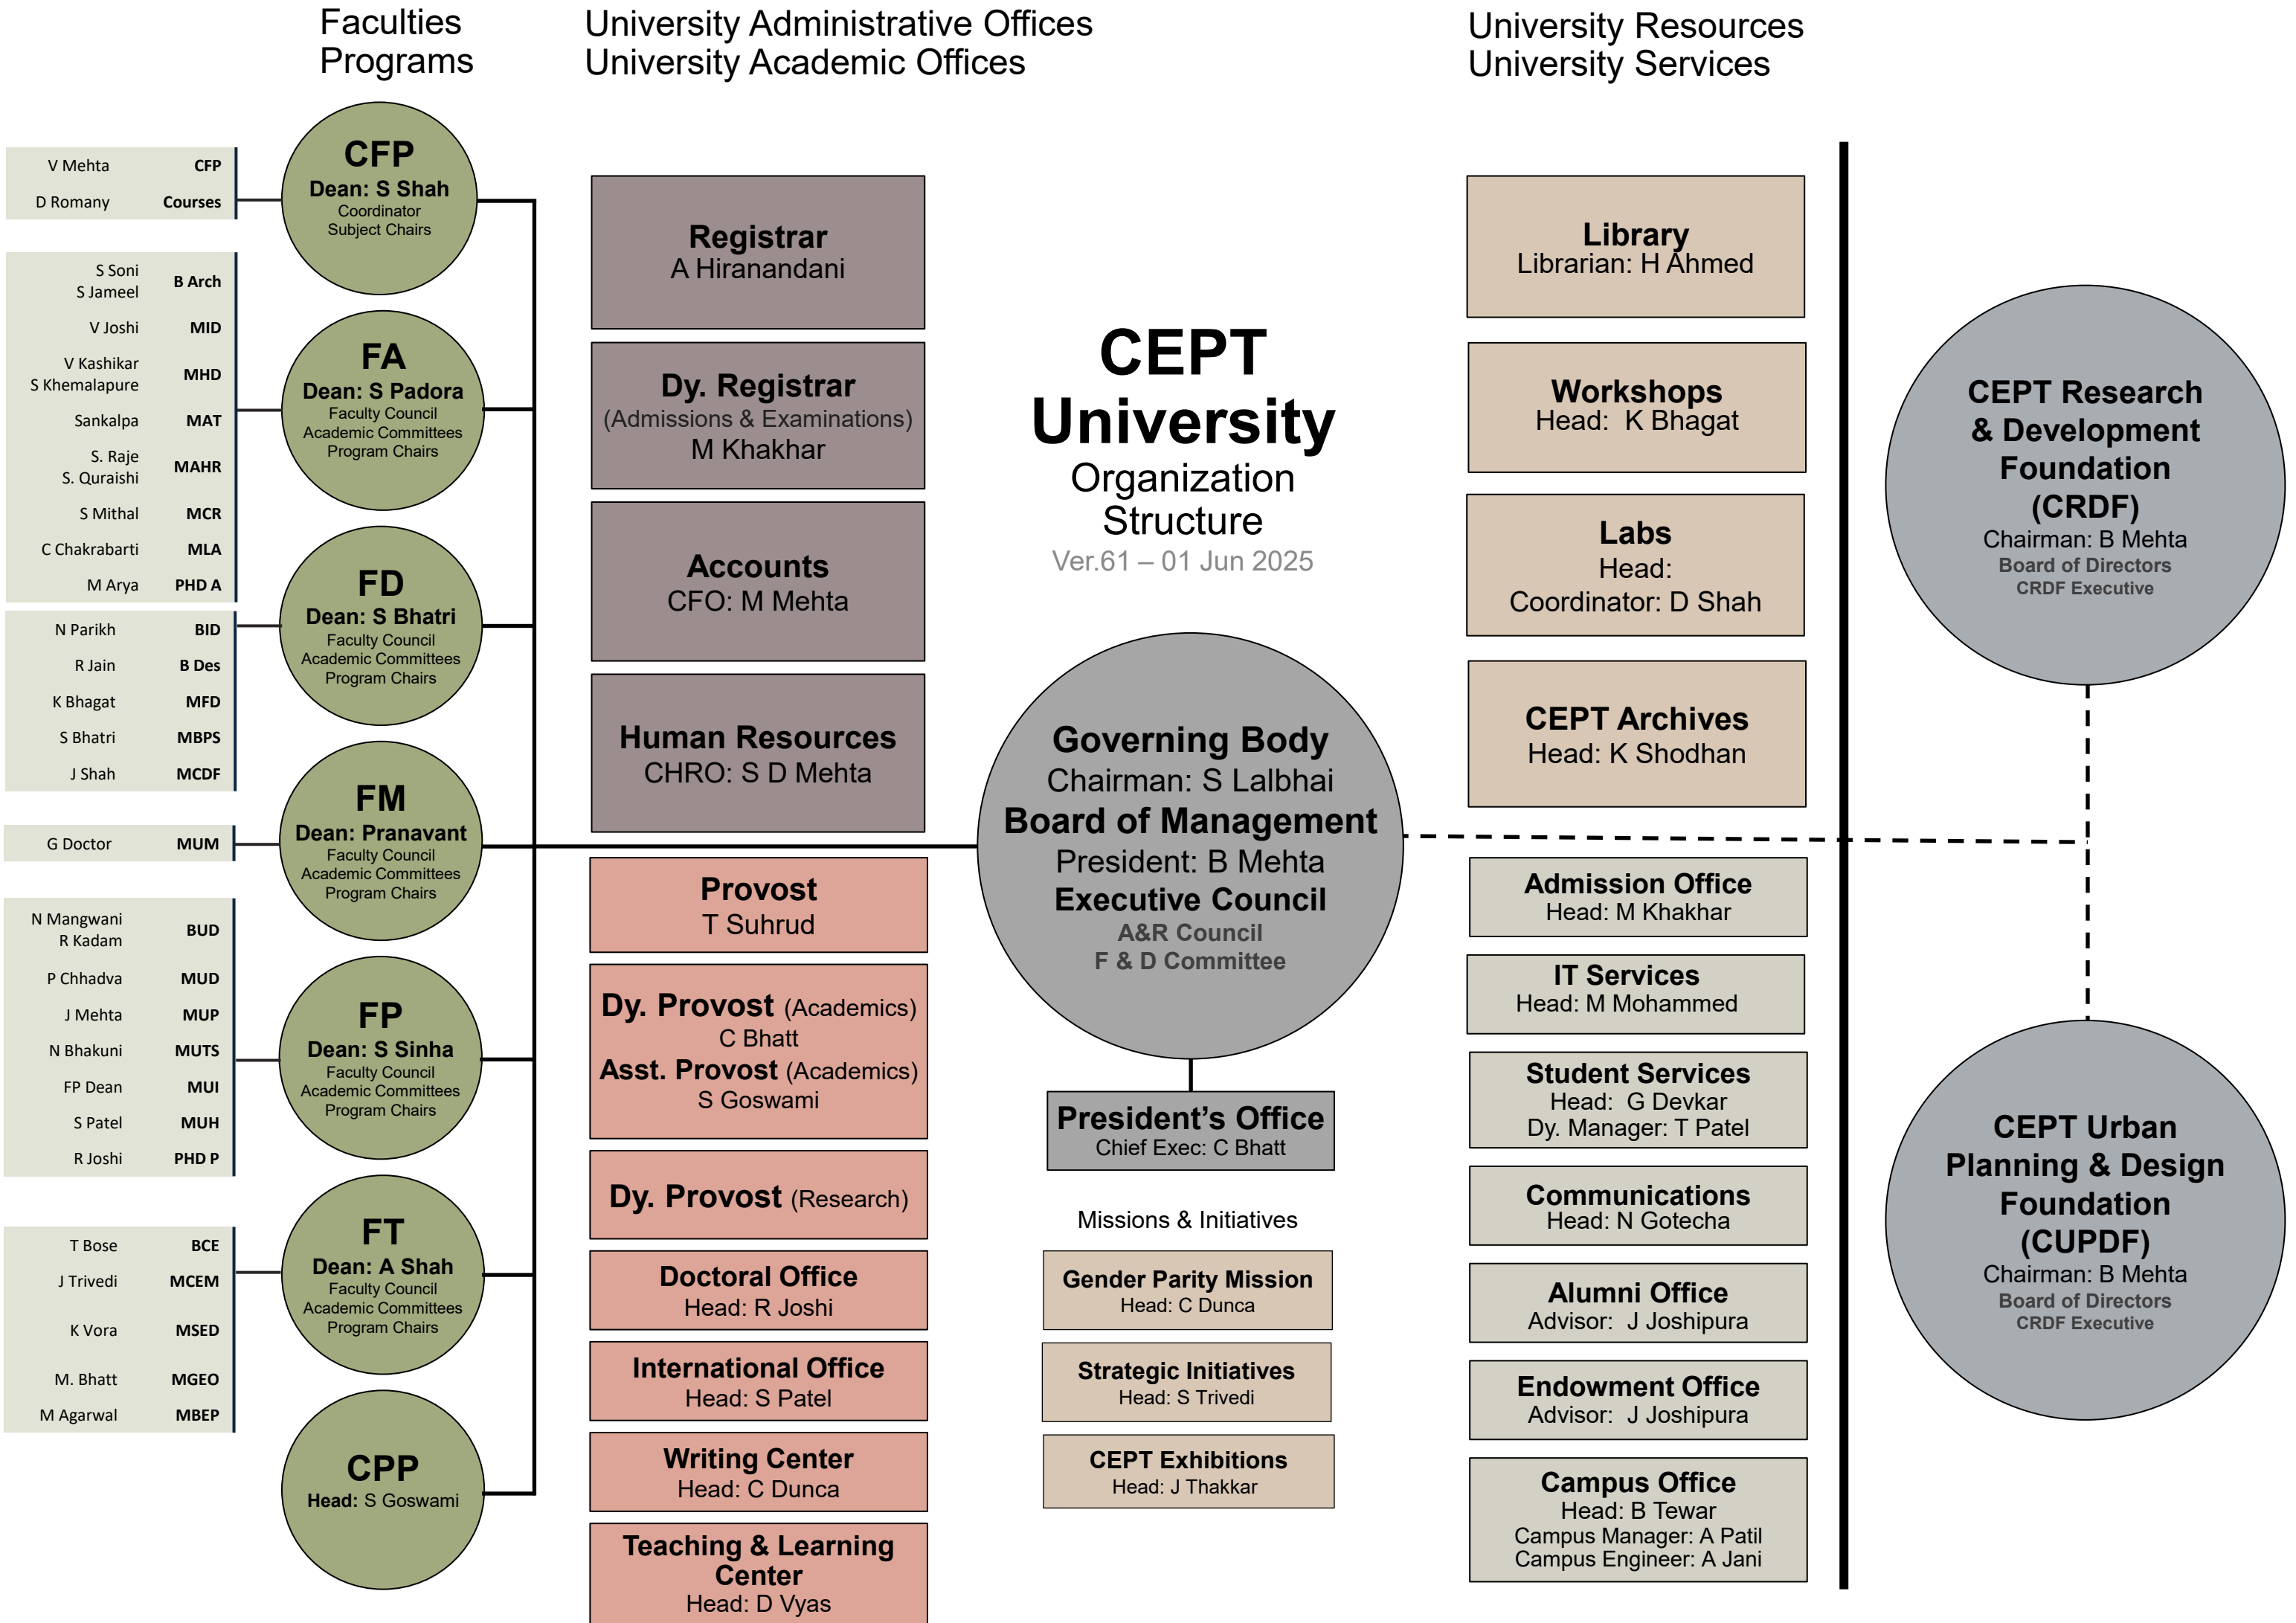 Faculties
Programs
University Administrative Offices
University Academic Offices
University Resources
University Services
V Mehta CFP
D Romany Courses
CFP
Dean: S Shah
Coordinator
Subject Chairs
S Soni
S Jameel
B Arch
V Joshi MID
V Kashikar
S Khemalapure
MHD
Sankalpa MAT
S. Raje
S. Quraishi
MAHR
S Mithal MCR
C Chakrabarti MLA
M Arya PHD A
FA
Dean: S Padora
Faculty Council
Academic Committees
Program Chairs
N Parikh BID
R Jain B Des
K Bhagat MFD
S Bhatri MBPS
J Shah MCDF
FD
Dean: S Bhatri
Faculty Council
Academic Committees
Program Chairs
G Doctor MUM
FM
Dean: Pranavant
Faculty Council
Academic Committees
Program Chairs
N Mangwani
R Kadam
BUD
P Chhadva MUD
J Mehta MUP
N Bhakuni MUTS
FP Dean MUI
S Patel MUH
R Joshi PHD P
FP
Dean: S Sinha
Faculty Council
Academic Committees
Program Chairs
T Bose BCE
J Trivedi MCEM
K Vora MSED
M. Bhatt MGEO
M Agarwal MBEP
FT
Dean: A Shah
Faculty Council
Academic Committees
Program Chairs
CPP
Head: S Goswami
Registrar
A Hiranandani
Dy. Registrar
(Admissions & Examinations)
M Khakhar
Accounts
CFO: M Mehta
Human Resources
CHRO: S D Mehta
Provost
T Suhrud
Dy. Provost (Academics)
C Bhatt
Asst. Provost (Academics)
S Goswami
Dy. Provost (Research)
Doctoral Office
Head: R Joshi
International Office
Head: S Patel
Writing Center
Head: C Dunca
Teaching & Learning
Center
Head: D Vyas
CEPT
University
Organization
Structure
Ver.61 – 01 Jun 2025
Governing Body
Chairman: S Lalbhai
Board of Management
President: B Mehta
Executive Council
A&R Council
F & D Committee
President’s Office
Chief Exec: C Bhatt
Missions & Initiatives
Gender Parity Mission
Head: C Dunca
Strategic Initiatives
Head: S Trivedi
CEPT Exhibitions
Head: J Thakkar
Library
Librarian: H Ahmed
Workshops
Head: K Bhagat
Labs
Head:
Coordinator: D Shah
CEPT Archives
Head: K Shodhan
Admission Office
Head: M Khakhar
IT Services
Head: M Mohammed
Student Services
Head: G Devkar
Dy. Manager: T Patel
Communications
Head: N Gotecha
Alumni Office
Advisor: J Joshipura
Endowment Office
Advisor: J Joshipura
Campus Office
Head: B Tewar
Campus Manager: A Patil
Campus Engineer: A Jani
CEPT Research
& Development
Foundation
(CRDF)
Chairman: B Mehta
Board of Directors
CRDF Executive
CEPT Urban
Planning & Design
Foundation
(CUPDF)
Chairman: B Mehta
Board of Directors
CRDF Executive